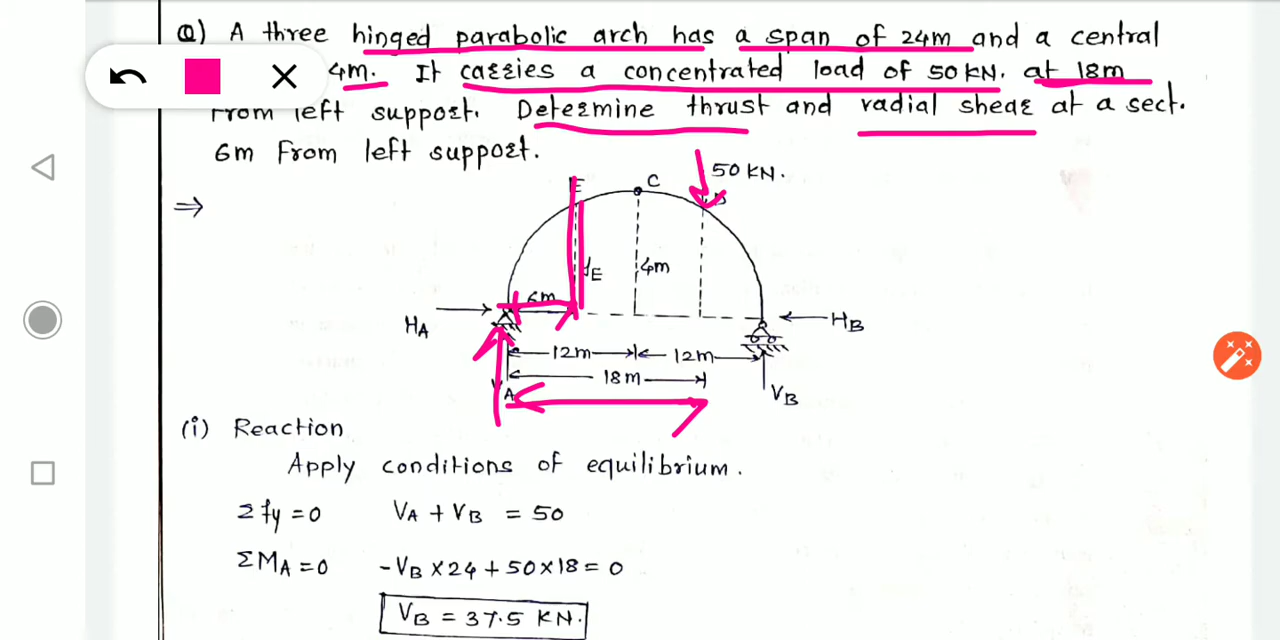 Q) A three hinged parabolic arch has a span of 24m and a central
4m. It carries a concentrated load of 50 KN. at 18m
from left support. Determine thrust and radial shear at a sect.
6m from left support.
⇒
E C 50 KN.
D
yE 4m
6m
HA HB
12m 12m
18m
VA VB
(i) Reaction
Apply conditions of equilibrium.
Σfy=0 VA + VB = 50
ΣMA=0 -VB×24+50×18=0
VB = 37.5 KN.